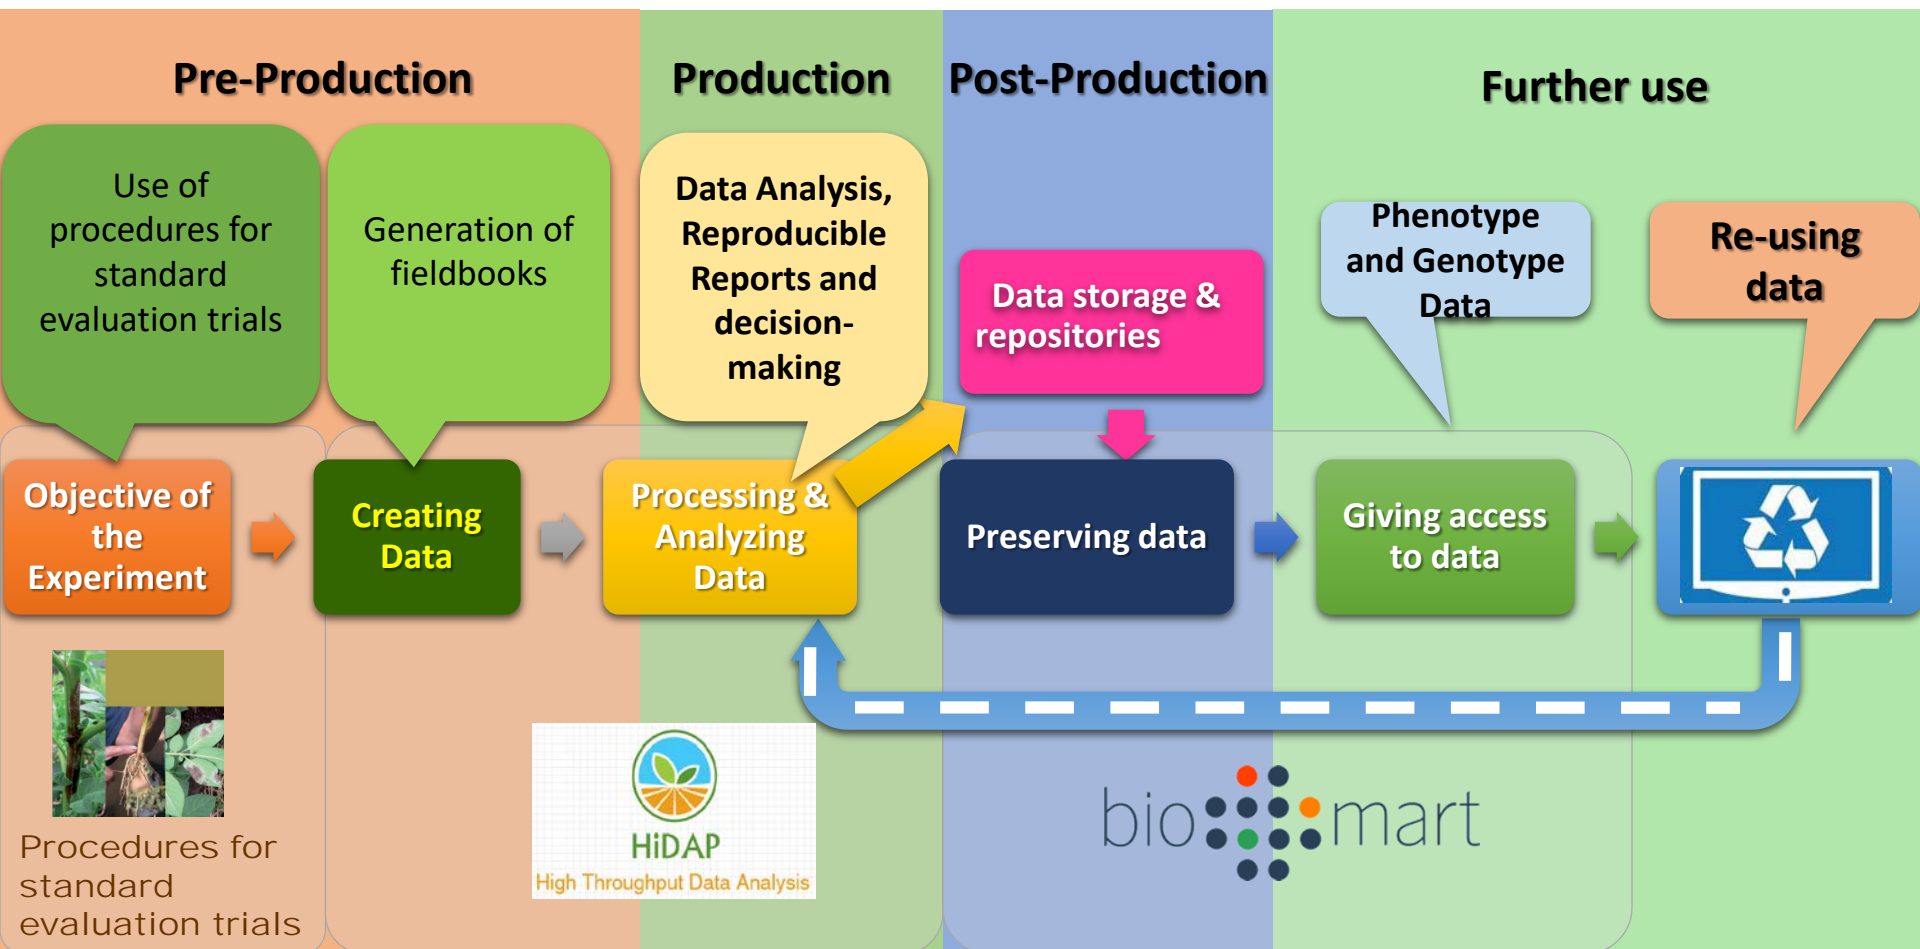 Pre-Production
Production
Post-Production
Further use
Use of
procedures for
standard
evaluation trials
Generation of
fieldbooks
Data Analysis,
Reproducible
Reports and
decision-
making
Data storage &
repositories
Phenotype
and Genotype
Data
Re-using
data
Objective of
the
Experiment
Creating
Data
Processing &
Analyzing
Data
Preserving data
Giving access
to data
Procedures for
standard
evaluation trials
HiDAP
High Throughput Data Analysis
bio mart